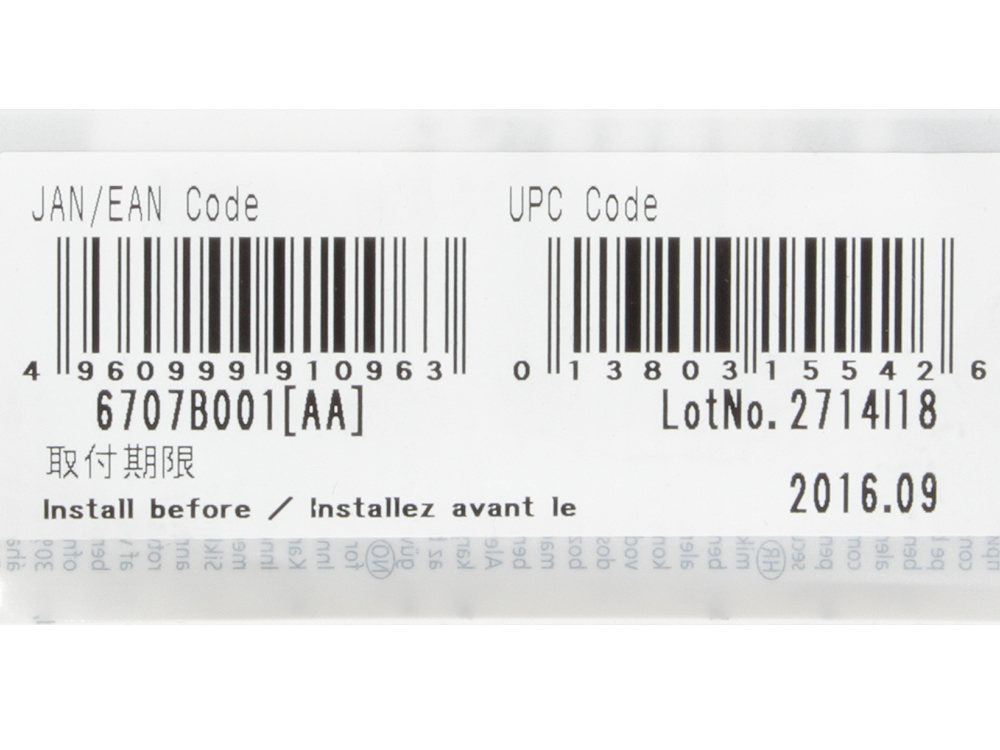 JAN/EAN Code
UPC Code
4 960999 910963
0 13803 15542 6
6707B001[AA]
LotNo. 2714I18
取付期限
Install before / Installez avant le
2016.09